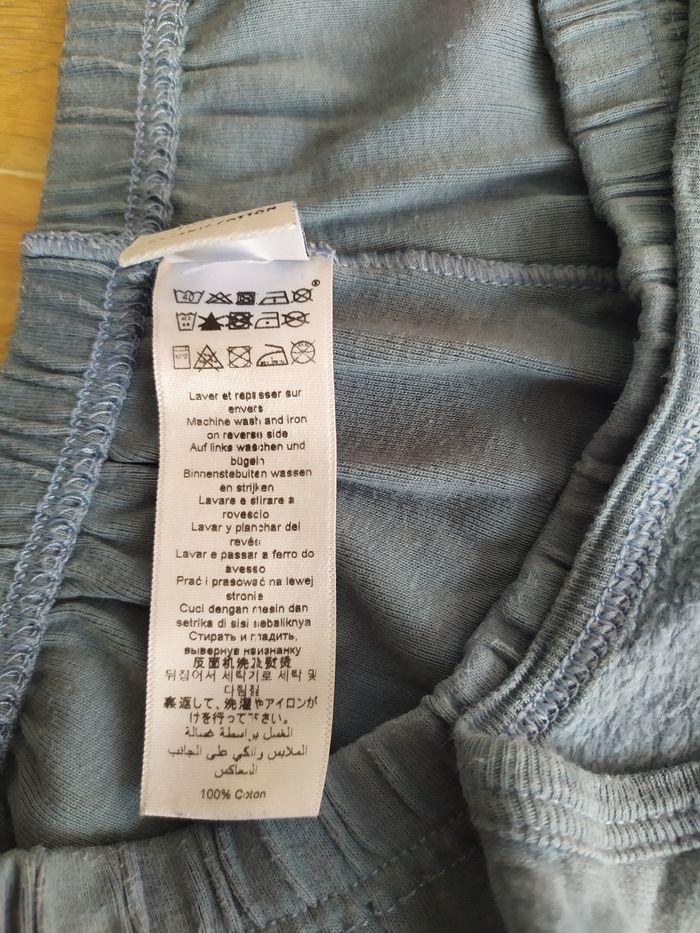 COTTON
40
Laver et repasser sur
envers
Machine wash and iron
on reverse side
Auf links waschen und
bügeln
Binnenstebuiten wassen
en strijken
Lavare e stirare a
rovescio
Lavar y planchar del
revés
Lavar e passar a ferro do
avesso
Prać i prasować na lewej
stronie
Cuci dengan mesin dan
setrika di sisi sebaliknya
Стирать и гладить,
вывернув наизнанку
反面机洗及熨烫
뒤집어서 세탁기로 세탁 및
다림질
裏返して、洗濯やアイロンが
けを行って下さい。
الغسل بواسطة غسالة
الملابس والكي على الجانب
المعاكس
100% Cotton